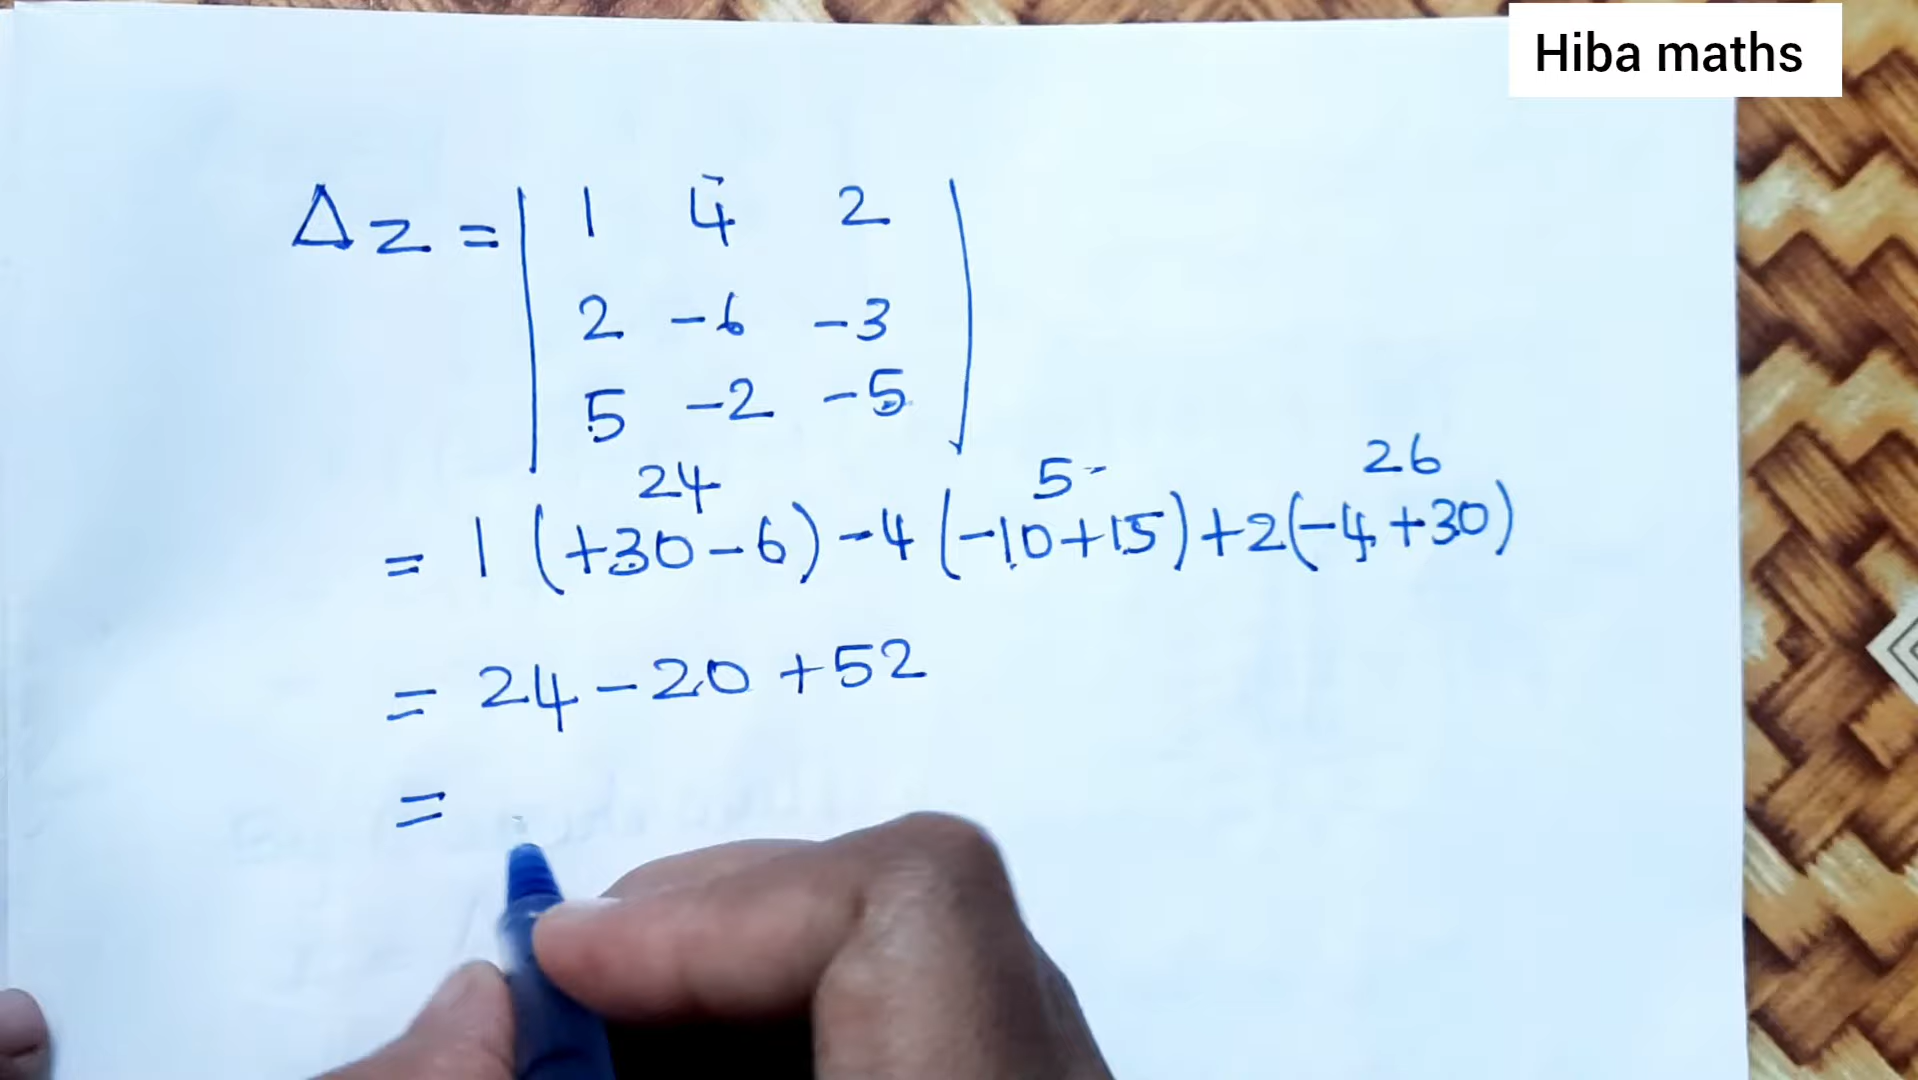 Hiba maths
Δz = | 1 4 2 |
| 2 -6 -3 |
| 5 -2 -5 |
24 5 26
= 1 (+30-6) -4 (-10+15) +2(-4+30)
= 24 - 20 + 52
=